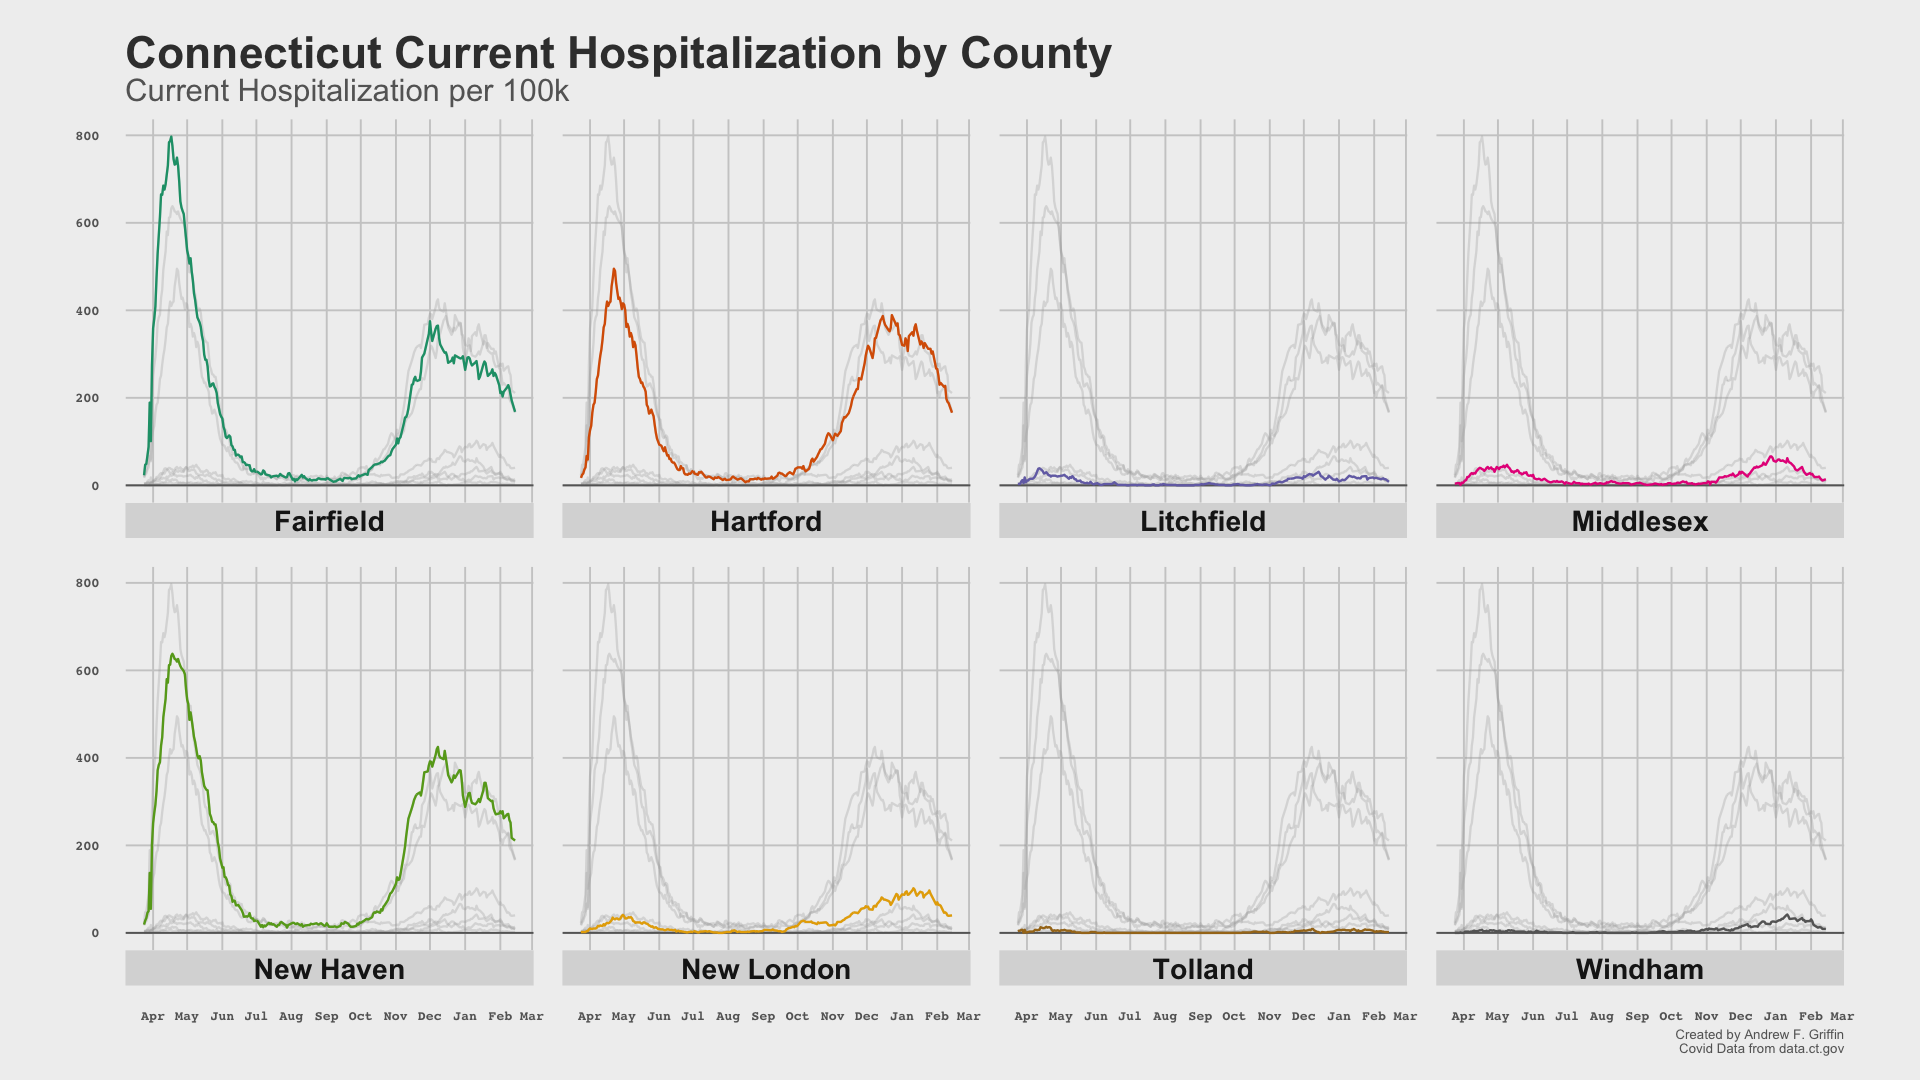 Connecticut Current Hospitalization by County
Current Hospitalization per 100k
800
600
400
200
0
Fairfield Hartford Litchfield Middlesex
800
600
400
200
0
New Haven New London Tolland Windham
Apr May Jun Jul Aug Sep Oct Nov Dec Jan Feb Mar Apr May Jun Jul Aug Sep Oct Nov Dec Jan Feb Mar Apr May Jun Jul Aug Sep Oct Nov Dec Jan Feb Mar Apr May Jun Jul Aug Sep Oct Nov Dec Jan Feb Mar
Created by Andrew F. Griffin
Covid Data from data.ct.gov